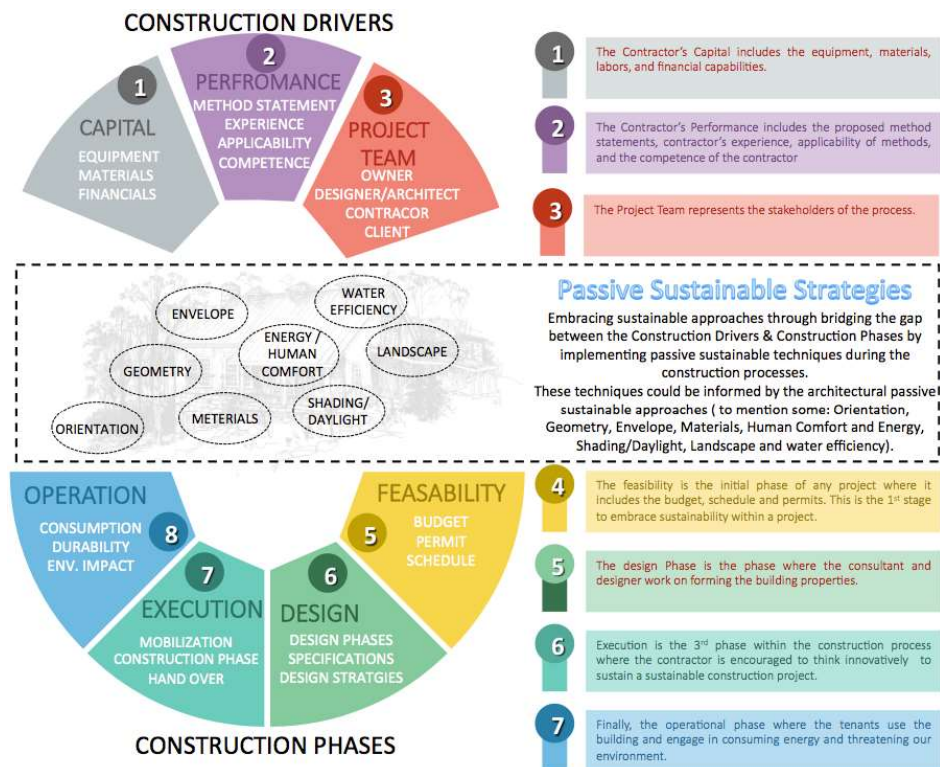 CONSTRUCTION DRIVERS
1
CAPITAL
EQUIPMENT
MATERIALS
FINANCIALS
2
PERFROMANCE
METHOD STATEMENT
EXPERIENCE
APPLICABILITY
COMPETENCE
3
PROJECT
TEAM
OWNER
DESIGNER/ARCHITECT
CONTRACOR
CLIENT
1
The Contractor's Capital includes the equipment, materials,
labors, and financial capabilities.
2
The Contractor's Performance includes the proposed method
statements, contractor's experience, applicability of methods,
and the competence of the contractor
3
The Project Team represents the stakeholders of the process.
ENVELOPE
WATER
EFFICIENCY
ENERGY /
HUMAN
COMFORT
LANDSCAPE
GEOMETRY
METERIALS
SHADING/
DAYLIGHT
ORIENTATION
Passive Sustainable Strategies
Embracing sustainable approaches through bridging the gap
between the Construction Drivers & Construction Phases by
implementing passive sustainable techniques during the
construction processes.
These techniques could be informed by the architectural passive
sustainable approaches ( to mention some: Orientation,
Geometry, Envelope, Materials, Human Comfort and Energy,
Shading/Daylight, Landscape and water efficiency).
OPERATION
CONSUMPTION
DURABILITY
ENV. IMPACT
8
7
EXECUTION
MOBILIZATION
CONSTRUCTION PHASE
HAND OVER
6
DESIGN
DESIGN PHASES
SPECIFICATIONS
DESIGN STRATGIES
FEASABILITY
5
BUDGET
PERMIT
SCHEDULE
CONSTRUCTION PHASES
4
The feasibility is the initial phase of any project where it
includes the budget, schedule and permits. This is the 1st stage
to embrace sustainability within a project.
5
The design Phase is the phase where the consultant and
designer work on forming the building properties.
6
Execution is the 3rd phase within the construction process
where the contractor is encouraged to think innovatively to
sustain a sustainable construction project.
7
Finally, the operational phase where the tenants use the
building and engage in consuming energy and threatening our
environment.